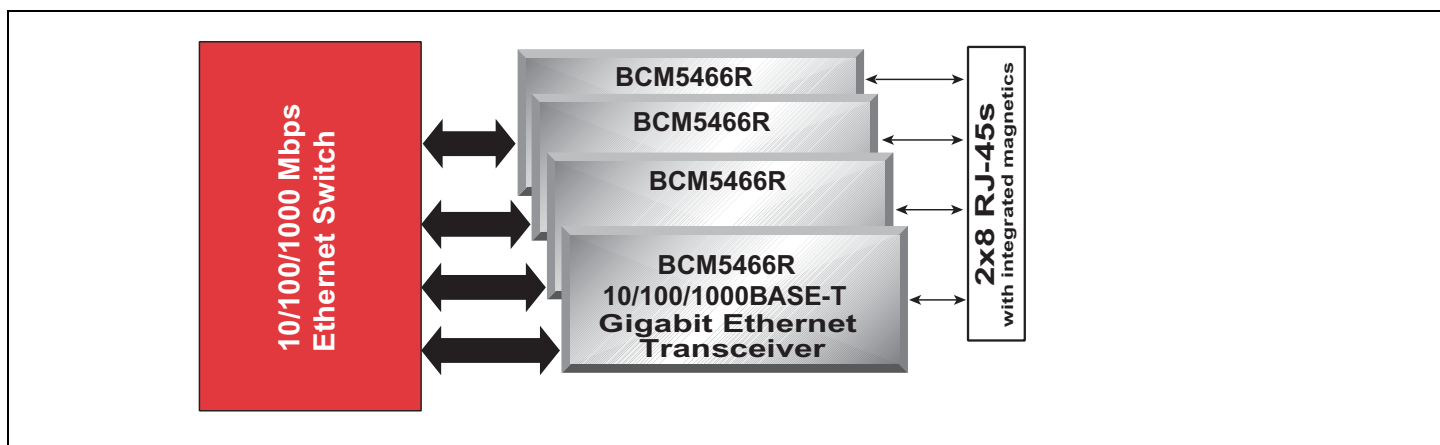 10/100/1000 Mbps
Ethernet Switch
BCM5466R
BCM5466R
BCM5466R
BCM5466R
10/100/1000BASE-T
Gigabit Ethernet
Transceiver
2x8 RJ-45s
with integrated magnetics